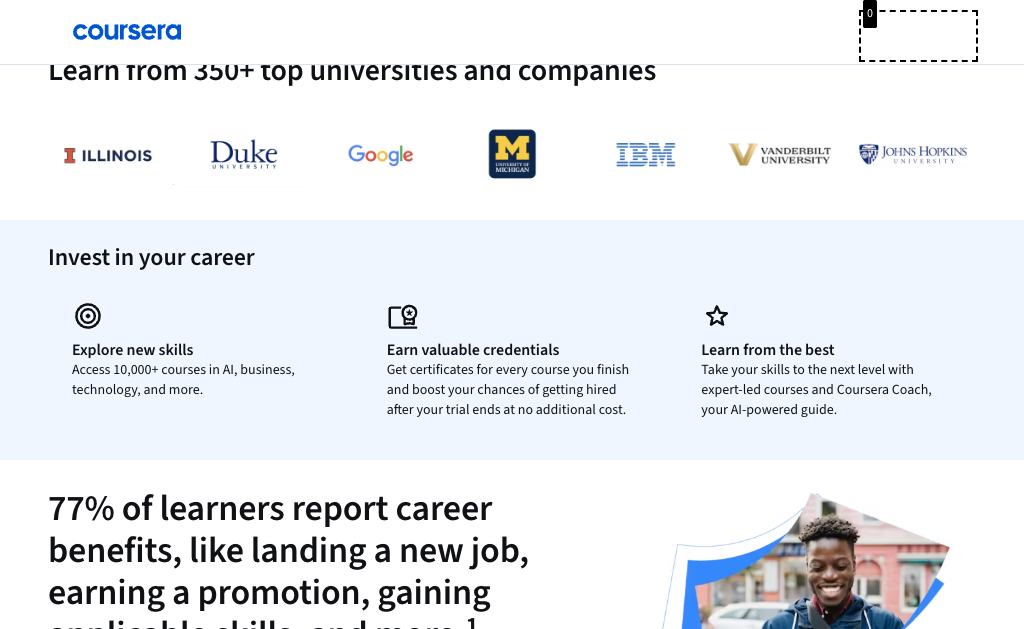 coursera
0
Learn from 350+ top universities and companies
ILLINOIS
Duke
UNIVERSITY
Google
M
UNIVERSITY OF
MICHIGAN
IBM
VANDERBILT
UNIVERSITY
JOHNS HOPKINS
UNIVERSITY
Invest in your career
Explore new skills
Access 10,000+ courses in AI, business,
technology, and more.
Earn valuable credentials
Get certificates for every course you finish
and boost your chances of getting hired
after your trial ends at no additional cost.
Learn from the best
Take your skills to the next level with
expert-led courses and Coursera Coach,
your AI-powered guide.
77% of learners report career
benefits, like landing a new job,
earning a promotion, gaining
applicable skills, and more.¹